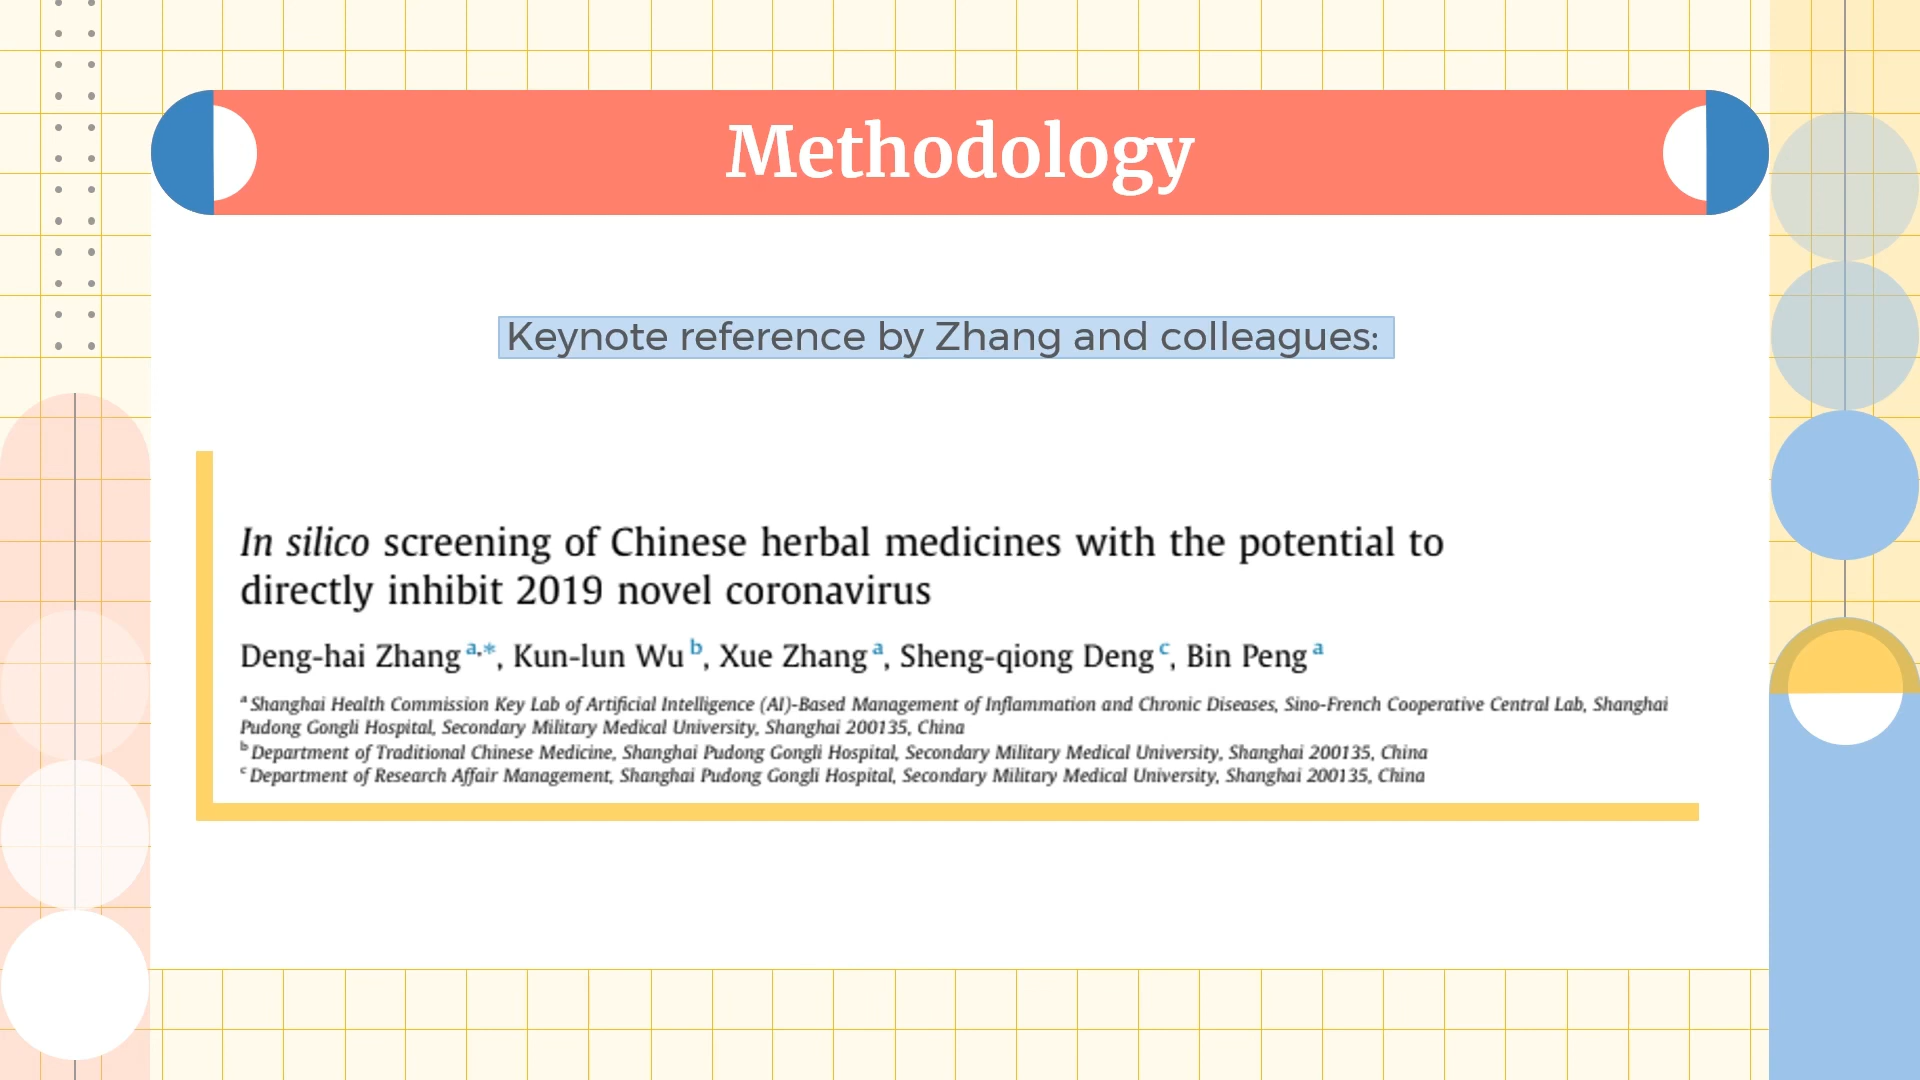 Methodology
Keynote reference by Zhang and colleagues:
In silico screening of Chinese herbal medicines with the potential to
directly inhibit 2019 novel coronavirus
Deng-hai Zhang a,*, Kun-lun Wu b, Xue Zhang a, Sheng-qiong Deng c, Bin Peng a
a Shanghai Health Commission Key Lab of Artificial Intelligence (AI)-Based Management of Inflammation and Chronic Diseases, Sino-French Cooperative Central Lab, Shanghai
Pudong Gongli Hospital, Secondary Military Medical University, Shanghai 200135, China
b Department of Traditional Chinese Medicine, Shanghai Pudong Gongli Hospital, Secondary Military Medical University, Shanghai 200135, China
c Department of Research Affair Management, Shanghai Pudong Gongli Hospital, Secondary Military Medical University, Shanghai 200135, China